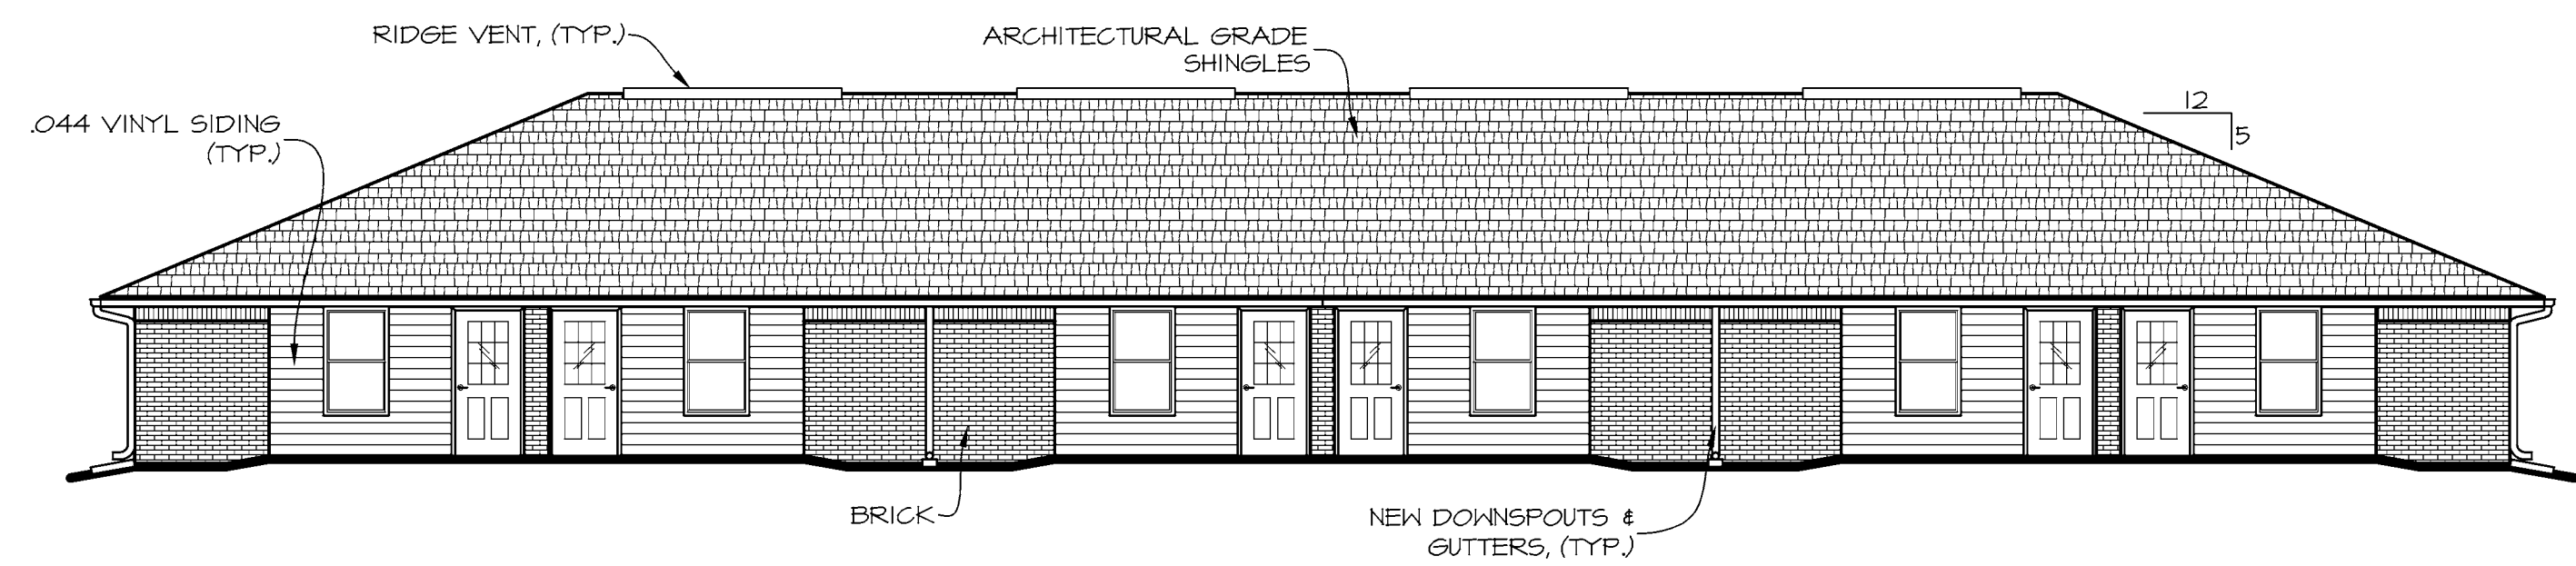 RIDGE VENT, (TYP.)
ARCHITECTURAL GRADE
SHINGLES
.044 VINYL SIDING
(TYP.)
12
5
BRICK
NEW DOWNSPOUTS &
GUTTERS, (TYP.)